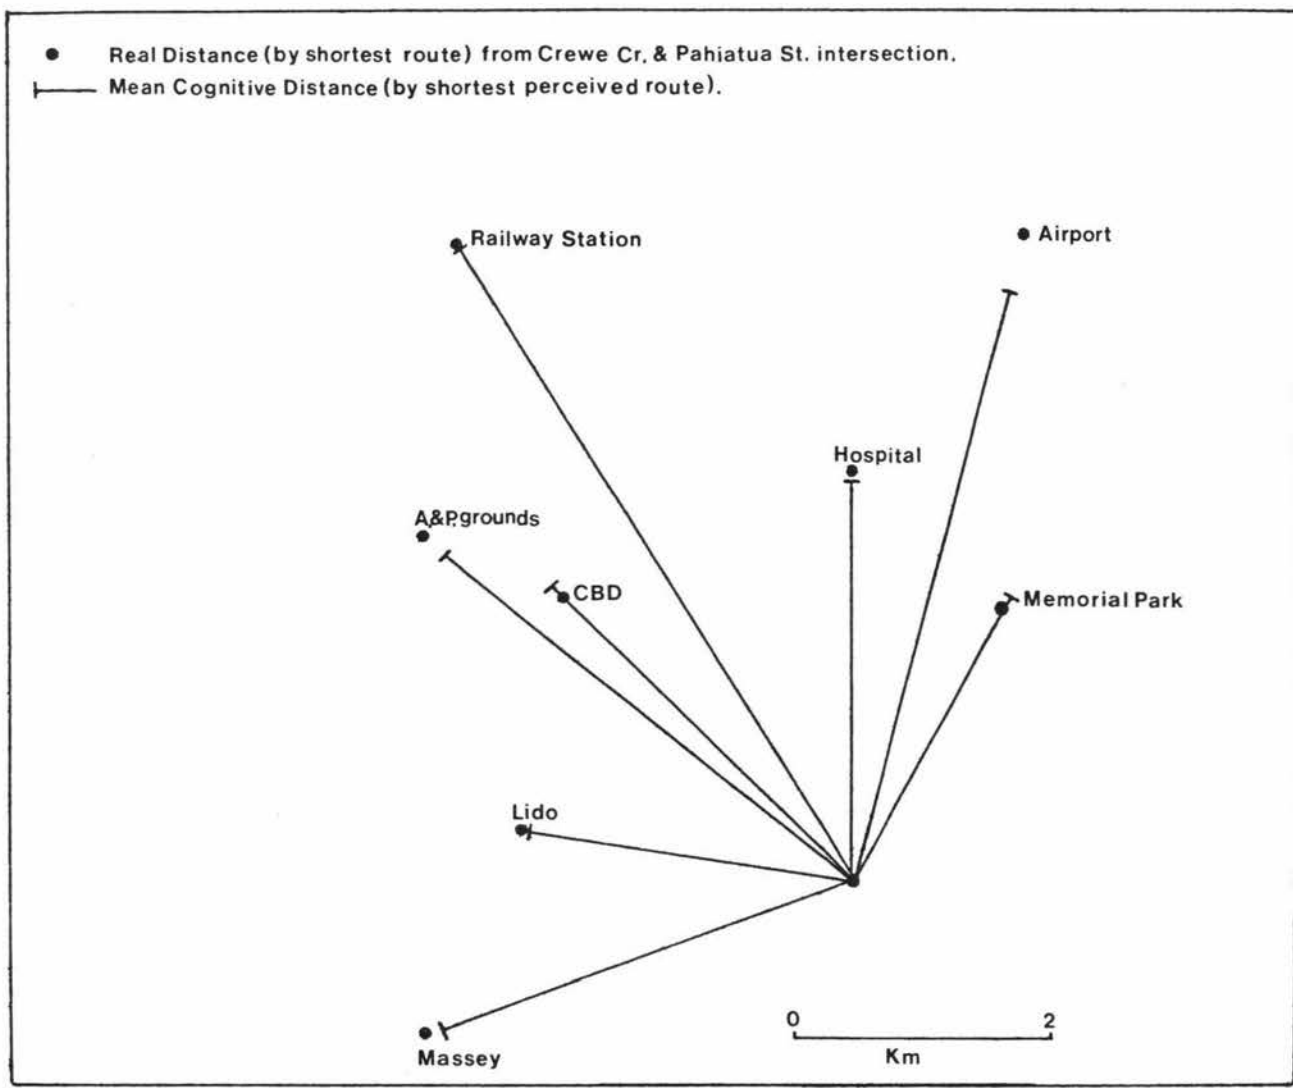 Real Distance (by shortest route) from Crewe Cr. & Pahiatua St. intersection.
Mean Cognitive Distance (by shortest perceived route).
Railway Station
Airport
Hospital
A.&P. grounds
CBD
Memorial Park
Lido
Massey
0 2
Km